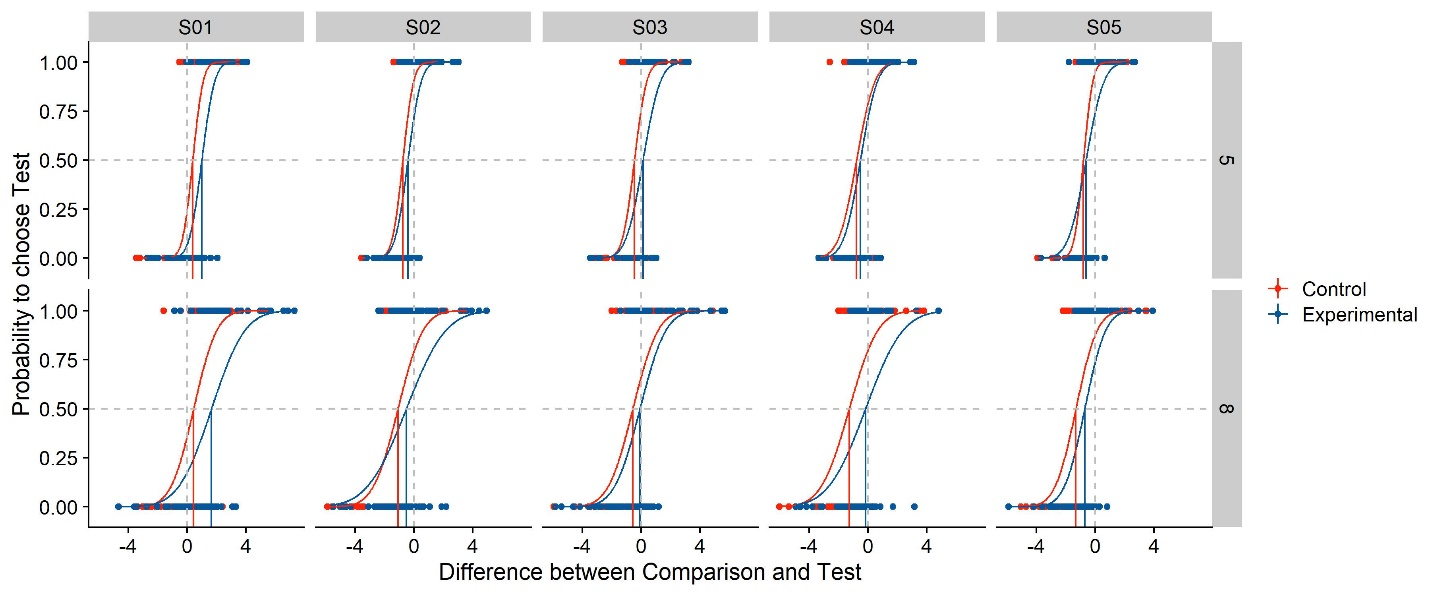 S01 S02 S03 S04 S05
1.00
0.75
0.50
0.25
0.00
5
1.00
0.75
0.50
0.25
0.00
8
-4 0 4 -4 0 4 -4 0 4 -4 0 4 -4 0 4
Difference between Comparison and Test
Probability to choose Test
Control
Experimental